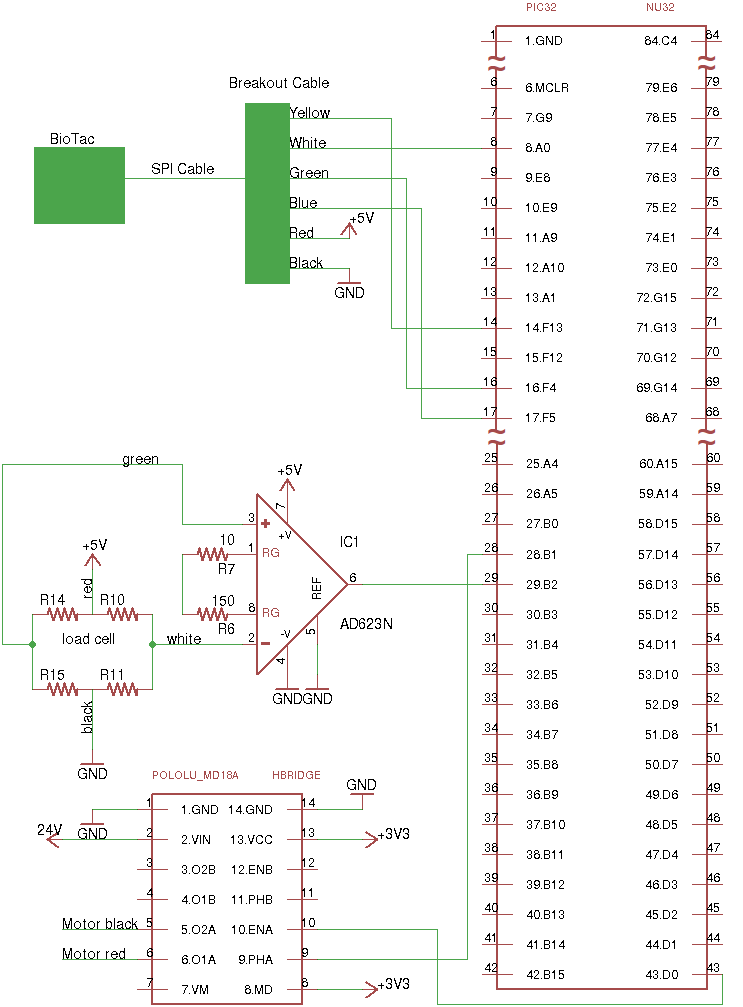 PIC32 NU32
1 1.GND 84.C4 84
6 6.MCLR 79.E6 79
7 7.G9 78.E5 78
8 8.A0 77.E4 77
9 9.E8 76.E3 76
10 10.E9 75.E2 75
11 11.A9 74.E1 74
12 12.A10 73.E0 73
13 13.A1 72.G15 72
14 14.F13 71.G13 71
15 15.F12 70.G12 70
16 16.F4 69.G14 69
17 17.F5 68.A7 68
25 25.A4 60.A15 60
26 26.A5 59.A14 59
27 27.B0 58.D15 58
28 28.B1 57.D14 57
29 29.B2 56.D13 56
30 30.B3 55.D12 55
31 31.B4 54.D11 54
32 32.B5 53.D10 53
33 33.B6 52.D9 52
34 34.B7 51.D8 51
35 35.B8 50.D7 50
36 36.B9 49.D6 49
37 37.B10 48.D5 48
38 38.B11 47.D4 47
39 39.B12 46.D3 46
40 40.B13 45.D2 45
41 41.B14 44.D1 44
42 42.B15 43.D0 43
Breakout Cable
BioTac
SPI Cable
Yellow
White
Green
Blue
Red
+5V
Black
GND
green
+5V
7
3 +V
IC1
10
1 RG
R7
150
8 RG
R6
REF
6
AD623N
2 -V
4
5
GND GND
+5V
red
R14 R10
load cell
white
R15 R11
black
GND
POLOLU_MD18A HBRIDGE
1 1.GND 14.GND 14
GND
GND
24V
2 2.VIN 13.VCC 13
+3V3
3 3.O2B 12.ENB 12
4 4.O1B 11.PHB 11
Motor black 5 5.O2A 10.ENA 10
Motor red 6 6.O1A 9.PHA 9
7 7.VM 8.MD 8
+3V3